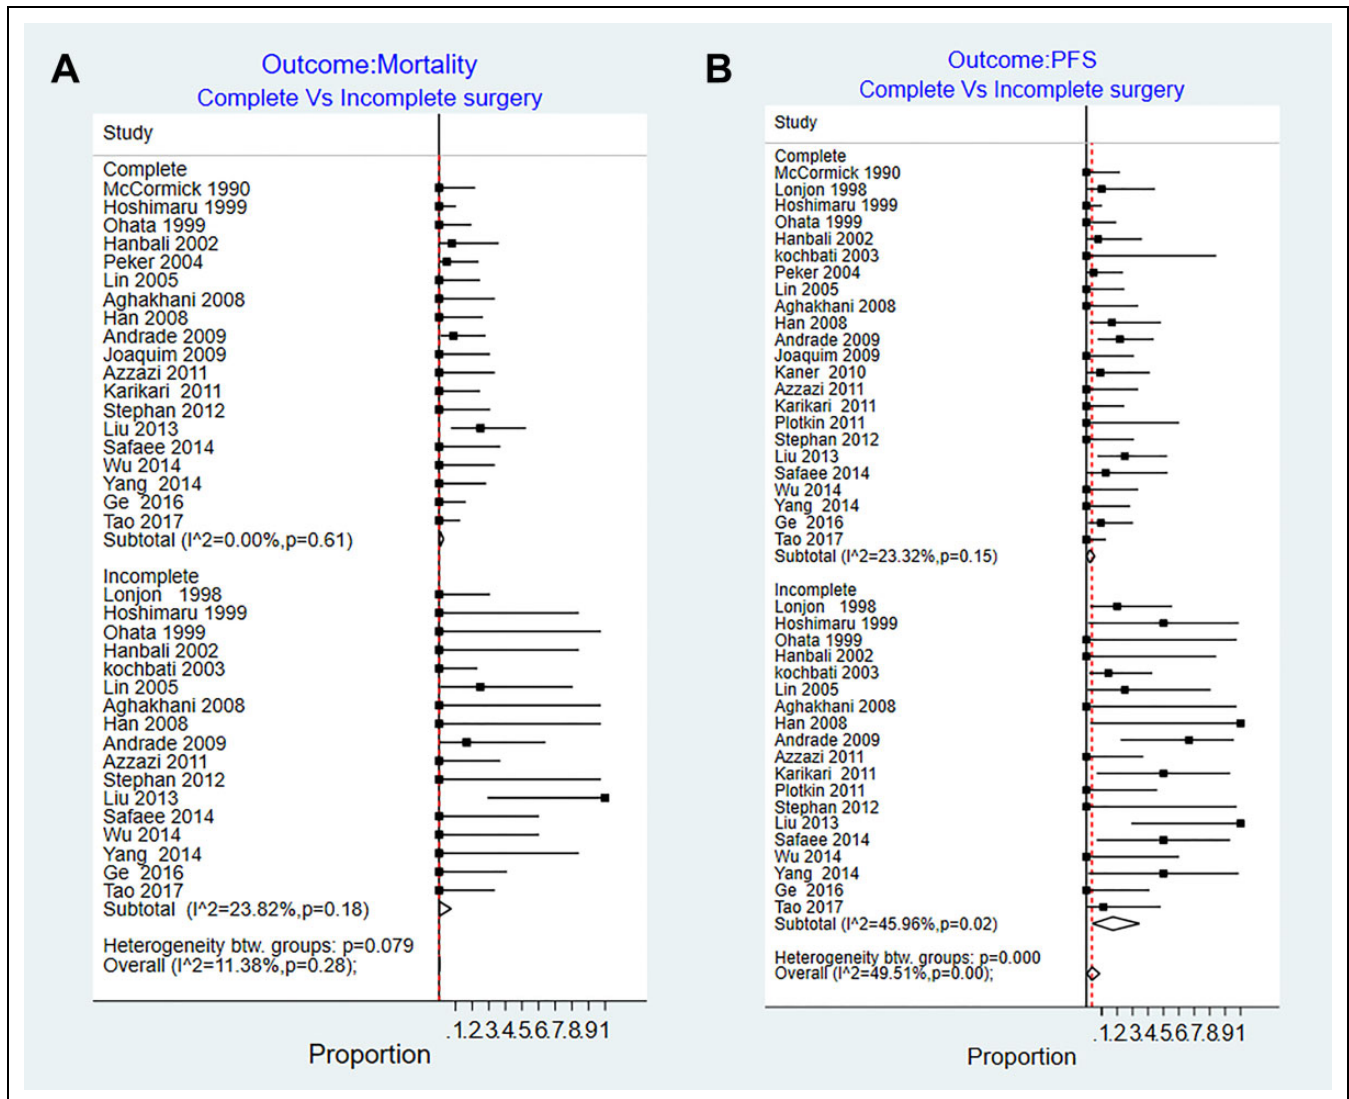 A
Outcome:Mortality
Complete Vs Incomplete surgery
Study
Complete
McCormick 1990
Hoshimaru 1999
Ohata 1999
Hanbali 2002
Peker 2004
Lin 2005
Aghakhani 2008
Han 2008
Andrade 2009
Joaquim 2009
Azzazi 2011
Karikari 2011
Stephan 2012
Liu 2013
Safaee 2014
Wu 2014
Yang 2014
Ge 2016
Tao 2017
Subtotal (I^2=0.00%,p=0.61)
Incomplete
Lonjon 1998
Hoshimaru 1999
Ohata 1999
Hanbali 2002
kochbati 2003
Lin 2005
Aghakhani 2008
Han 2008
Andrade 2009
Azzazi 2011
Stephan 2012
Liu 2013
Safaee 2014
Wu 2014
Yang 2014
Ge 2016
Tao 2017
Subtotal (I^2=23.82%,p=0.18)
Heterogeneity btw. groups: p=0.079
Overall (I^2=11.38%,p=0.28);
.1.2.3.4.5.6.7.8.91
Proportion
B
Outcome:PFS
Complete Vs Incomplete surgery
Study
Complete
McCormick 1990
Lonjon 1998
Hoshimaru 1999
Ohata 1999
Hanbali 2002
kochbati 2003
Peker 2004
Lin 2005
Aghakhani 2008
Han 2008
Andrade 2009
Joaquim 2009
Kaner 2010
Azzazi 2011
Karikari 2011
Plotkin 2011
Stephan 2012
Liu 2013
Safaee 2014
Wu 2014
Yang 2014
Ge 2016
Tao 2017
Subtotal (I^2=23.32%,p=0.15)
Incomplete
Lonjon 1998
Hoshimaru 1999
Ohata 1999
Hanbali 2002
kochbati 2003
Lin 2005
Aghakhani 2008
Han 2008
Andrade 2009
Azzazi 2011
Karikari 2011
Plotkin 2011
Stephan 2012
Liu 2013
Safaee 2014
Wu 2014
Yang 2014
Ge 2016
Tao 2017
Subtotal (I^2=45.96%,p=0.02)
Heterogeneity btw. groups: p=0.000
Overall (I^2=49.51%,p=0.00);
.1.2.3.4.5.6.7.8.91
Proportion